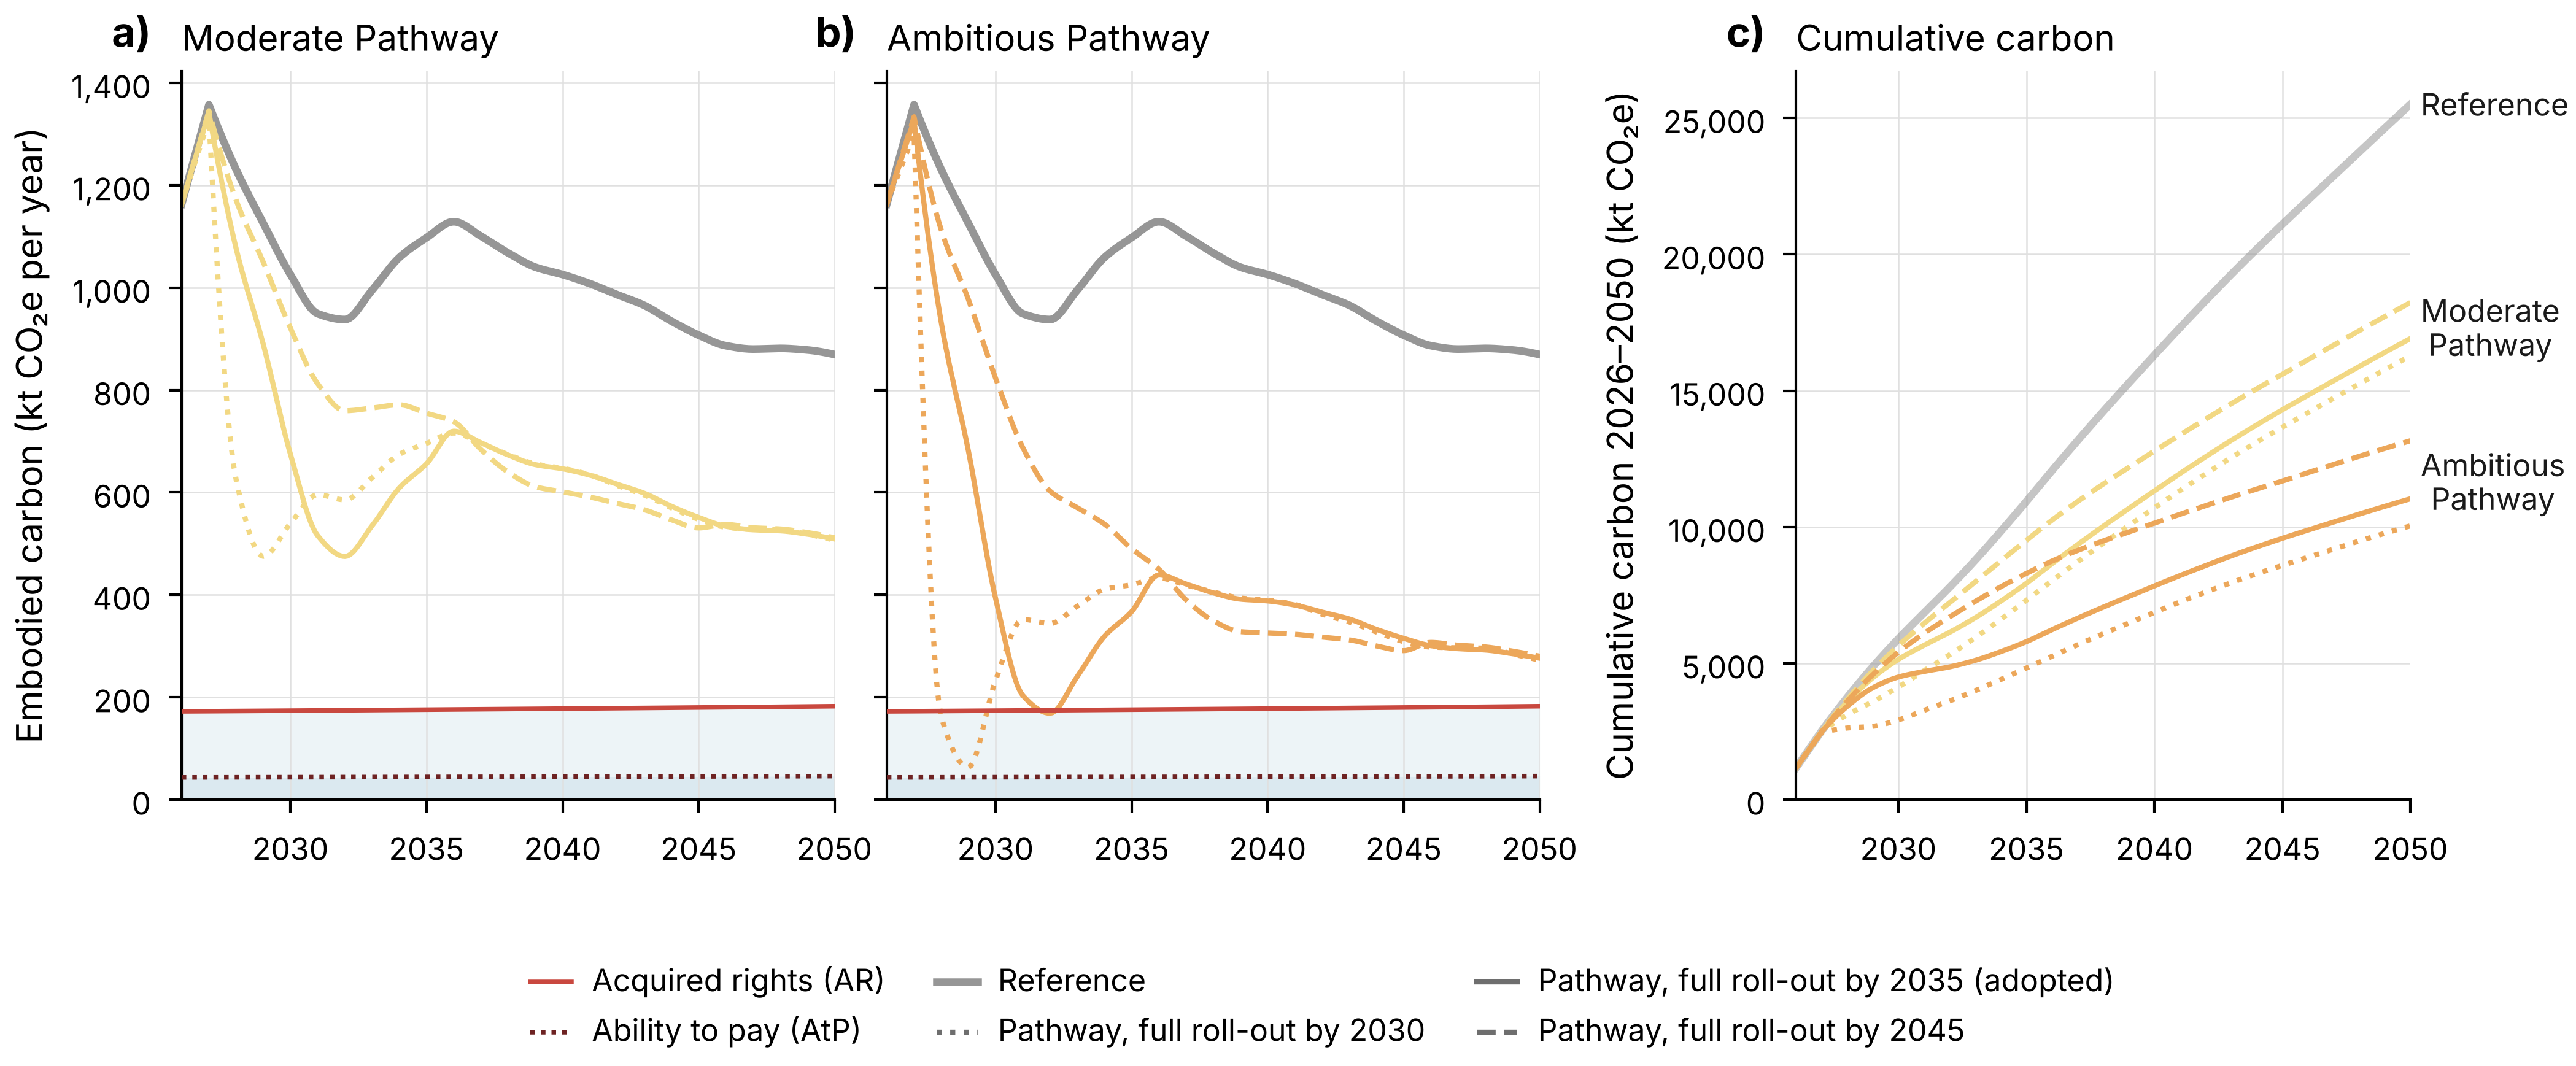 a) Moderate Pathway
Embodied carbon (kt CO₂e per year)
1,400
1,200
1,000
800
600
400
200
0
2030 2035 2040 2045 2050
b) Ambitious Pathway
2030 2035 2040 2045 2050
c) Cumulative carbon
Cumulative carbon 2026–2050 (kt CO₂e)
25,000
20,000
15,000
10,000
5,000
0
2030 2035 2040 2045 2050
Reference
Moderate
Pathway
Ambitious
Pathway
Acquired rights (AR)
Ability to pay (AtP)
Reference
Pathway, full roll-out by 2030
Pathway, full roll-out by 2035 (adopted)
Pathway, full roll-out by 2045